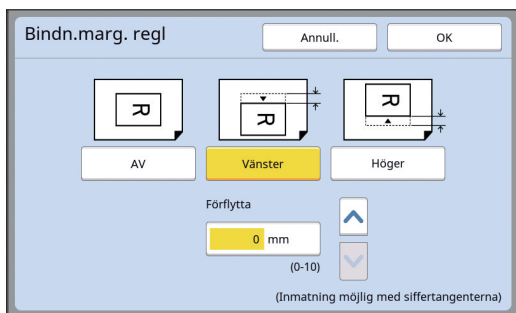 Bindn.marg. regl
Annull.
OK
R
R
R
AV
Vänster
Höger
Förflytta
0 mm
(0-10)
(Inmatning möjlig med siffertangenterna)